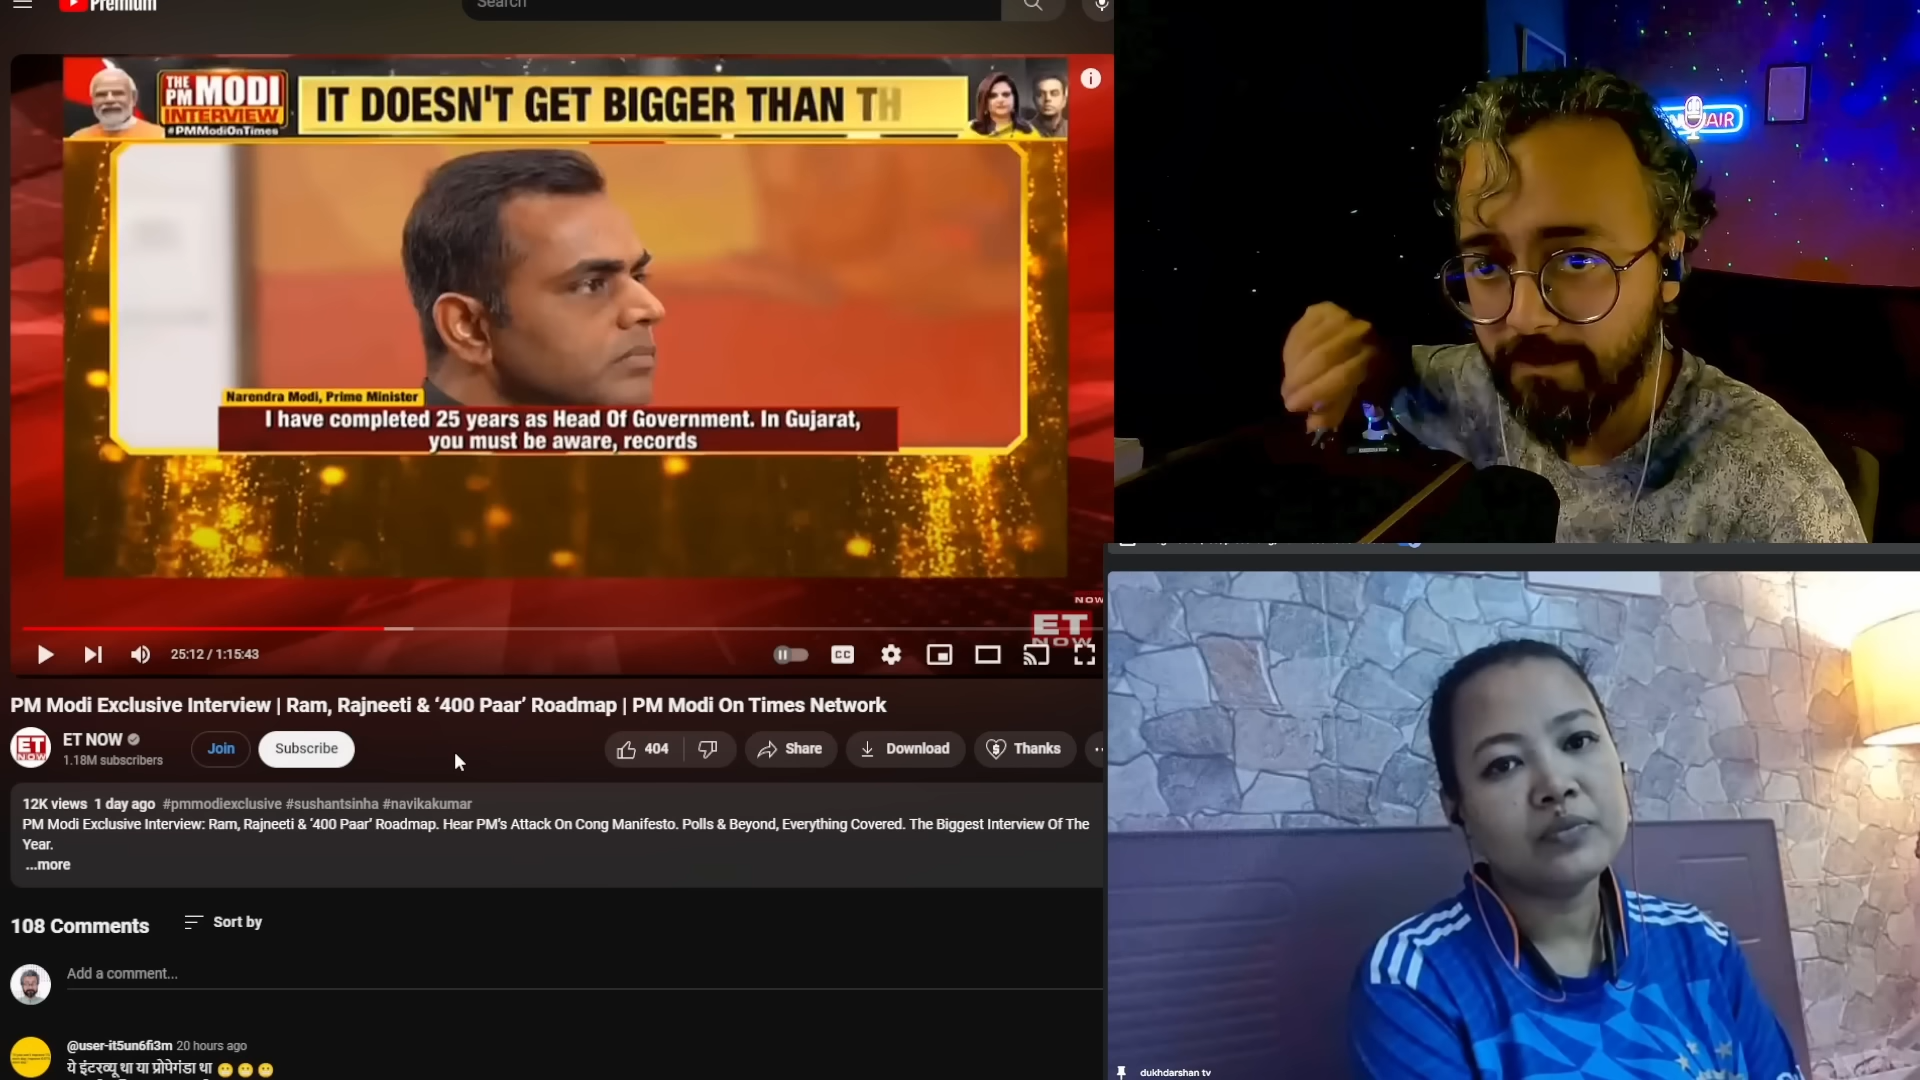 Premium
Search
THE PM MODI INTERVIEW
#PMModiOnTimes
IT DOESN'T GET BIGGER THAN TH
Narendra Modi, Prime Minister
I have completed 25 years as Head Of Government. In Gujarat,
you must be aware, records
NOW
ET NOW
25:12 / 1:15:43
CC
PM Modi Exclusive Interview | Ram, Rajneeti & ‘400 Paar’ Roadmap | PM Modi On Times Network
ET NOW
ET NOW
1.18M subscribers
Join
Subscribe
404
Share
Download
Thanks
12K views 1 day ago #pmmodiexclusive #sushantsinha #navikakumar
PM Modi Exclusive Interview: Ram, Rajneeti & ‘400 Paar’ Roadmap. Hear PM's Attack On Cong Manifesto. Polls & Beyond, Everything Covered. The Biggest Interview Of The
Year.
...more
108 Comments
Sort by
Add a comment...
@user-it5un6fi3m 20 hours ago
ये इंटरव्यू था या प्रोपेगंडा था 😁 😁 😁
AIR
dukhdarshan tv